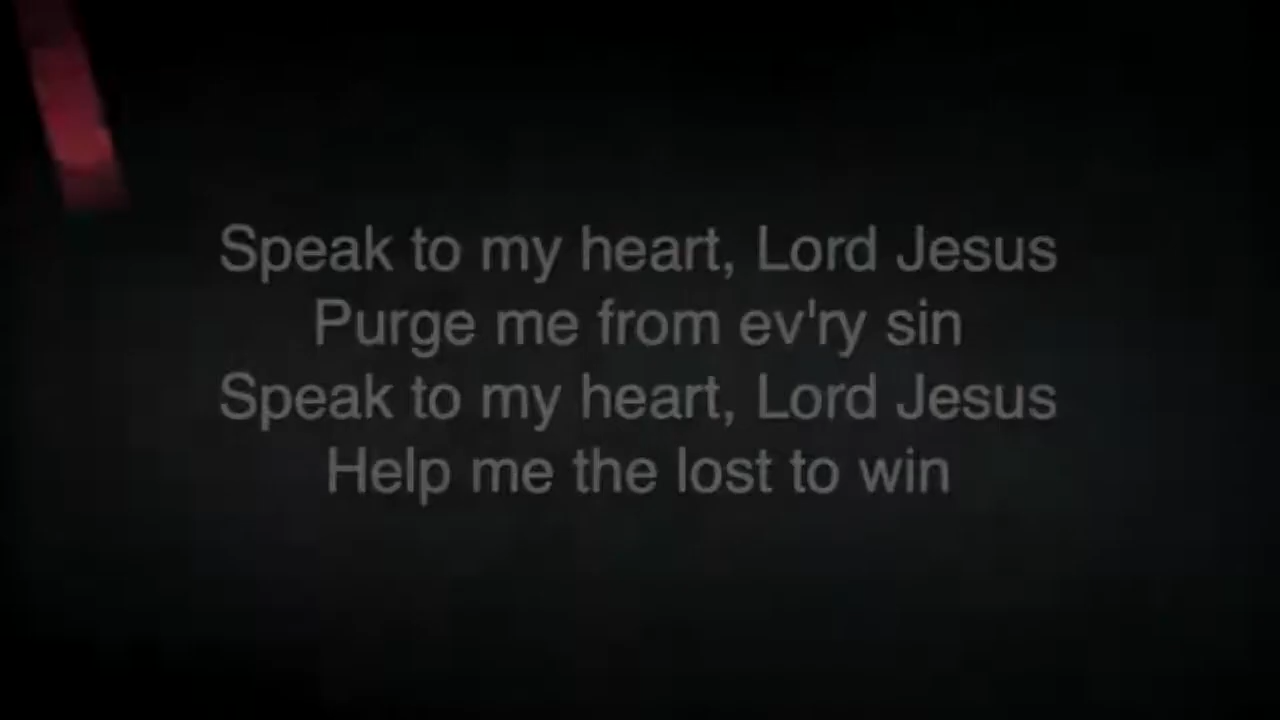 Speak to my heart, Lord Jesus
Purge me from ev'ry sin
Speak to my heart, Lord Jesus
Help me the lost to win